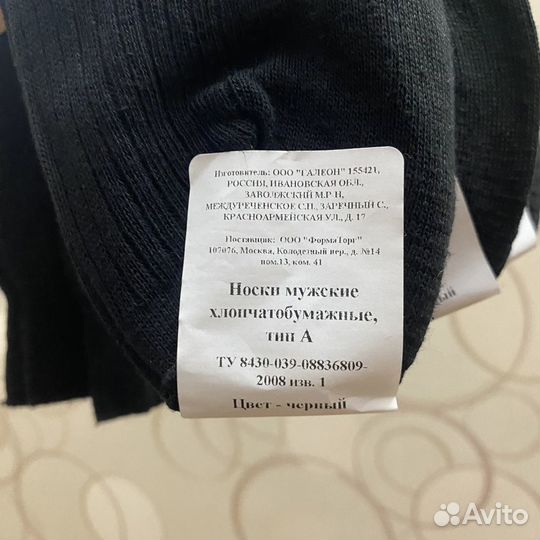 Изготовитель: ООО "ГАЛЕОН" 155421,
РОССИЯ, ИВАНОВСКАЯ ОБЛ.,
ЗАВОЛЖСКИЙ М.Р-Н,
МЕЖДУРЕЧЕНСКОЕ С.П., ЗАРЕЧНЫЙ С.,
КРАСНОАРМЕЙСКАЯ УЛ., Д. 17
Поставщик: ООО "ФормаТорг"
107076, Москва, Колодезный пер., д. №14
пом.13, ком. 41
Носки мужские
хлопчатобумажные,
тип А
ТУ 8430-039-08836809-
2008 изв. 1
Цвет - черный
Avito